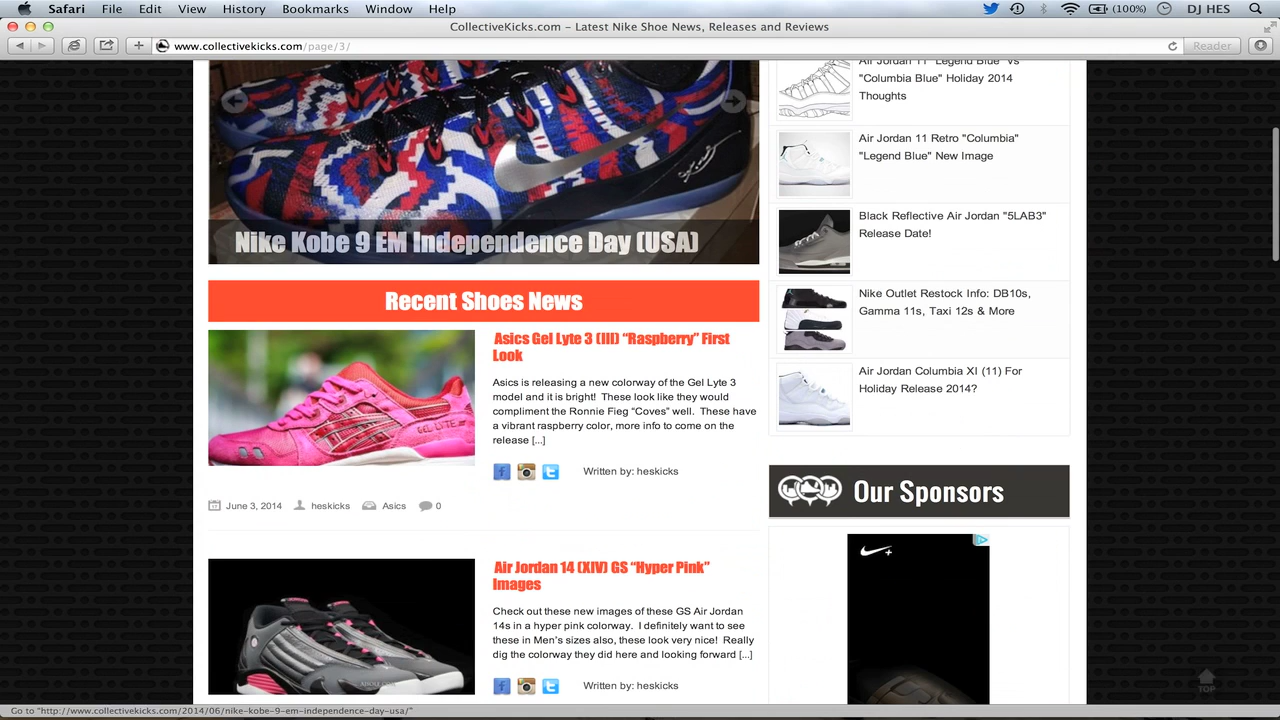 Safari File Edit View History Bookmarks Window Help (100%) DJ HES
CollectiveKicks.com – Latest Nike Shoe News, Releases and Reviews
www.collectivekicks.com/page/3/ Reader
Nike Kobe 9 EM Independence Day (USA)
Recent Shoes News
Asics Gel Lyte 3 (III) “Raspberry” First
Look
Asics is releasing a new colorway of the Gel Lyte 3
model and it is bright! These look like they would
compliment the Ronnie Fieg “Coves” well. These have
a vibrant raspberry color, more info to come on the
release [...]
Written by: heskicks
June 3, 2014 heskicks Asics 0
Air Jordan 14 (XIV) GS “Hyper Pink”
Images
Check out these new images of these GS Air Jordan
14s in a hyper pink colorway. I definitely want to see
these in Men’s sizes also, these look very nice! Really
dig the colorway they did here and looking forward [...]
Written by: heskicks
Air Jordan 11 "Legend Blue" vs
"Columbia Blue" Holiday 2014
Thoughts
Air Jordan 11 Retro "Columbia"
"Legend Blue" New Image
Black Reflective Air Jordan "5LAB3"
Release Date!
Nike Outlet Restock Info: DB10s,
Gamma 11s, Taxi 12s & More
Air Jordan Columbia XI (11) For
Holiday Release 2014?
Our Sponsors
TOP
Go to "http://www.collectivekicks.com/2014/06/nike-kobe-9-em-independence-day-usa/"